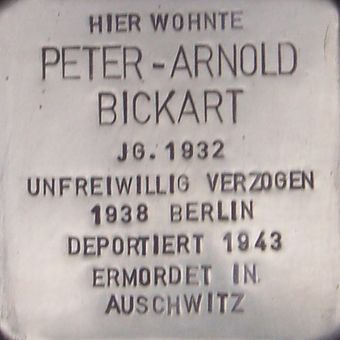 HIER WOHNTE
PETER-ARNOLD
BICKART
JG. 1932
UNFREIWILLIG VERZOGEN
1938 BERLIN
DEPORTIERT 1943
ERMORDET IN
AUSCHWITZ